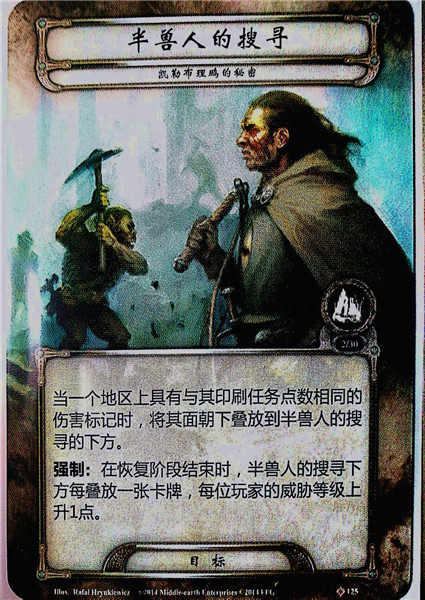 半兽人的搜寻
凯勒布理鹏的秘密
2/30
当一个地区上具有与其印刷任务点数相同的
伤害标记时，将其面朝下叠放到半兽人的搜
寻的下方。
强制：在恢复阶段结束时，半兽人的搜寻下
方每叠放一张卡牌，每位玩家的威胁等级上
升1点。
目标
Illus. Rafał Hrynkiewicz ©2014 Middle-earth Enterprises ©2014 FFG 125